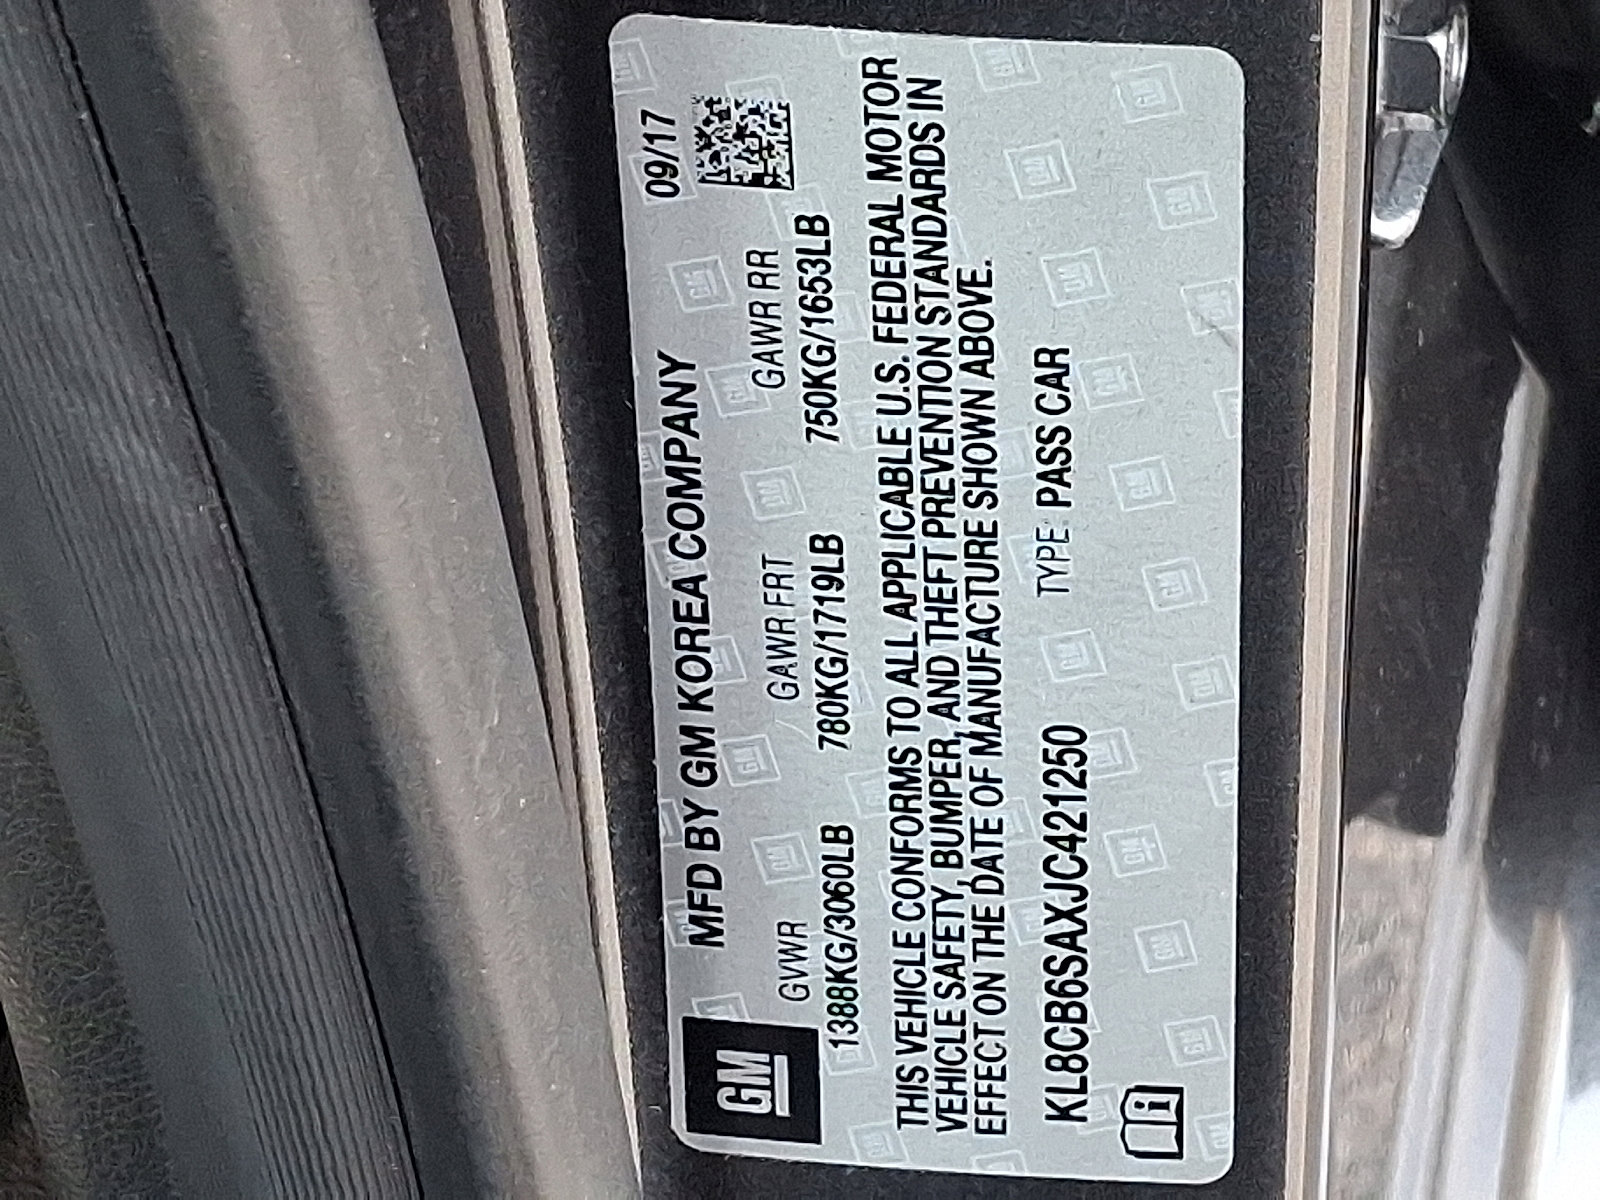 GM
MFD BY GM KOREA COMPANY
09/17
GVWR
GAWR FRT
GAWR RR
1388KG/3060LB
780KG/1719LB
750KG/1653LB
THIS VEHICLE CONFORMS TO ALL APPLICABLE U.S. FEDERAL MOTOR
VEHICLE SAFETY, BUMPER, AND THEFT PREVENTION STANDARDS IN
EFFECT ON THE DATE OF MANUFACTURE SHOWN ABOVE.
KL8CB6SAXJC421250
TYPE: PASS CAR